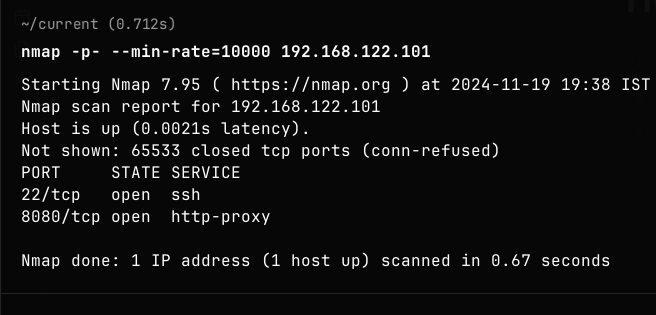 ~/current (0.712s)
nmap -p- --min-rate=10000 192.168.122.101
Starting Nmap 7.95 ( https://nmap.org ) at 2024-11-19 19:38 IST
Nmap scan report for 192.168.122.101
Host is up (0.0021s latency).
Not shown: 65533 closed tcp ports (conn-refused)
PORT     STATE SERVICE
22/tcp   open  ssh
8080/tcp open  http-proxy
Nmap done: 1 IP address (1 host up) scanned in 0.67 seconds